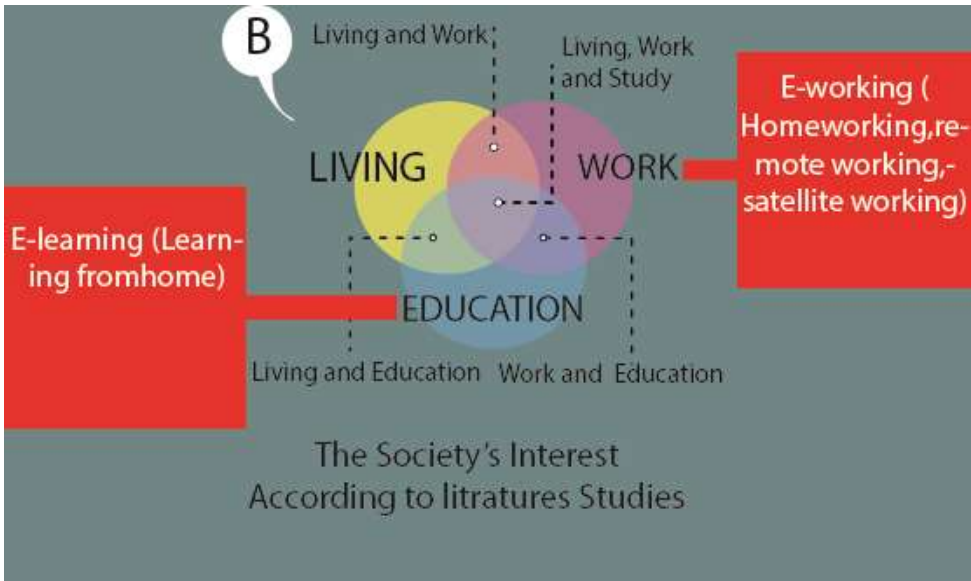 B
Living and Work
Living, Work
and Study
E-working (
Homeworking,re-
mote working,-
satellite working)
LIVING
WORK
E-learning (Learn-
ing fromhome)
EDUCATION
Living and Education
Work and Education
The Society's Interest
According to litratures Studies